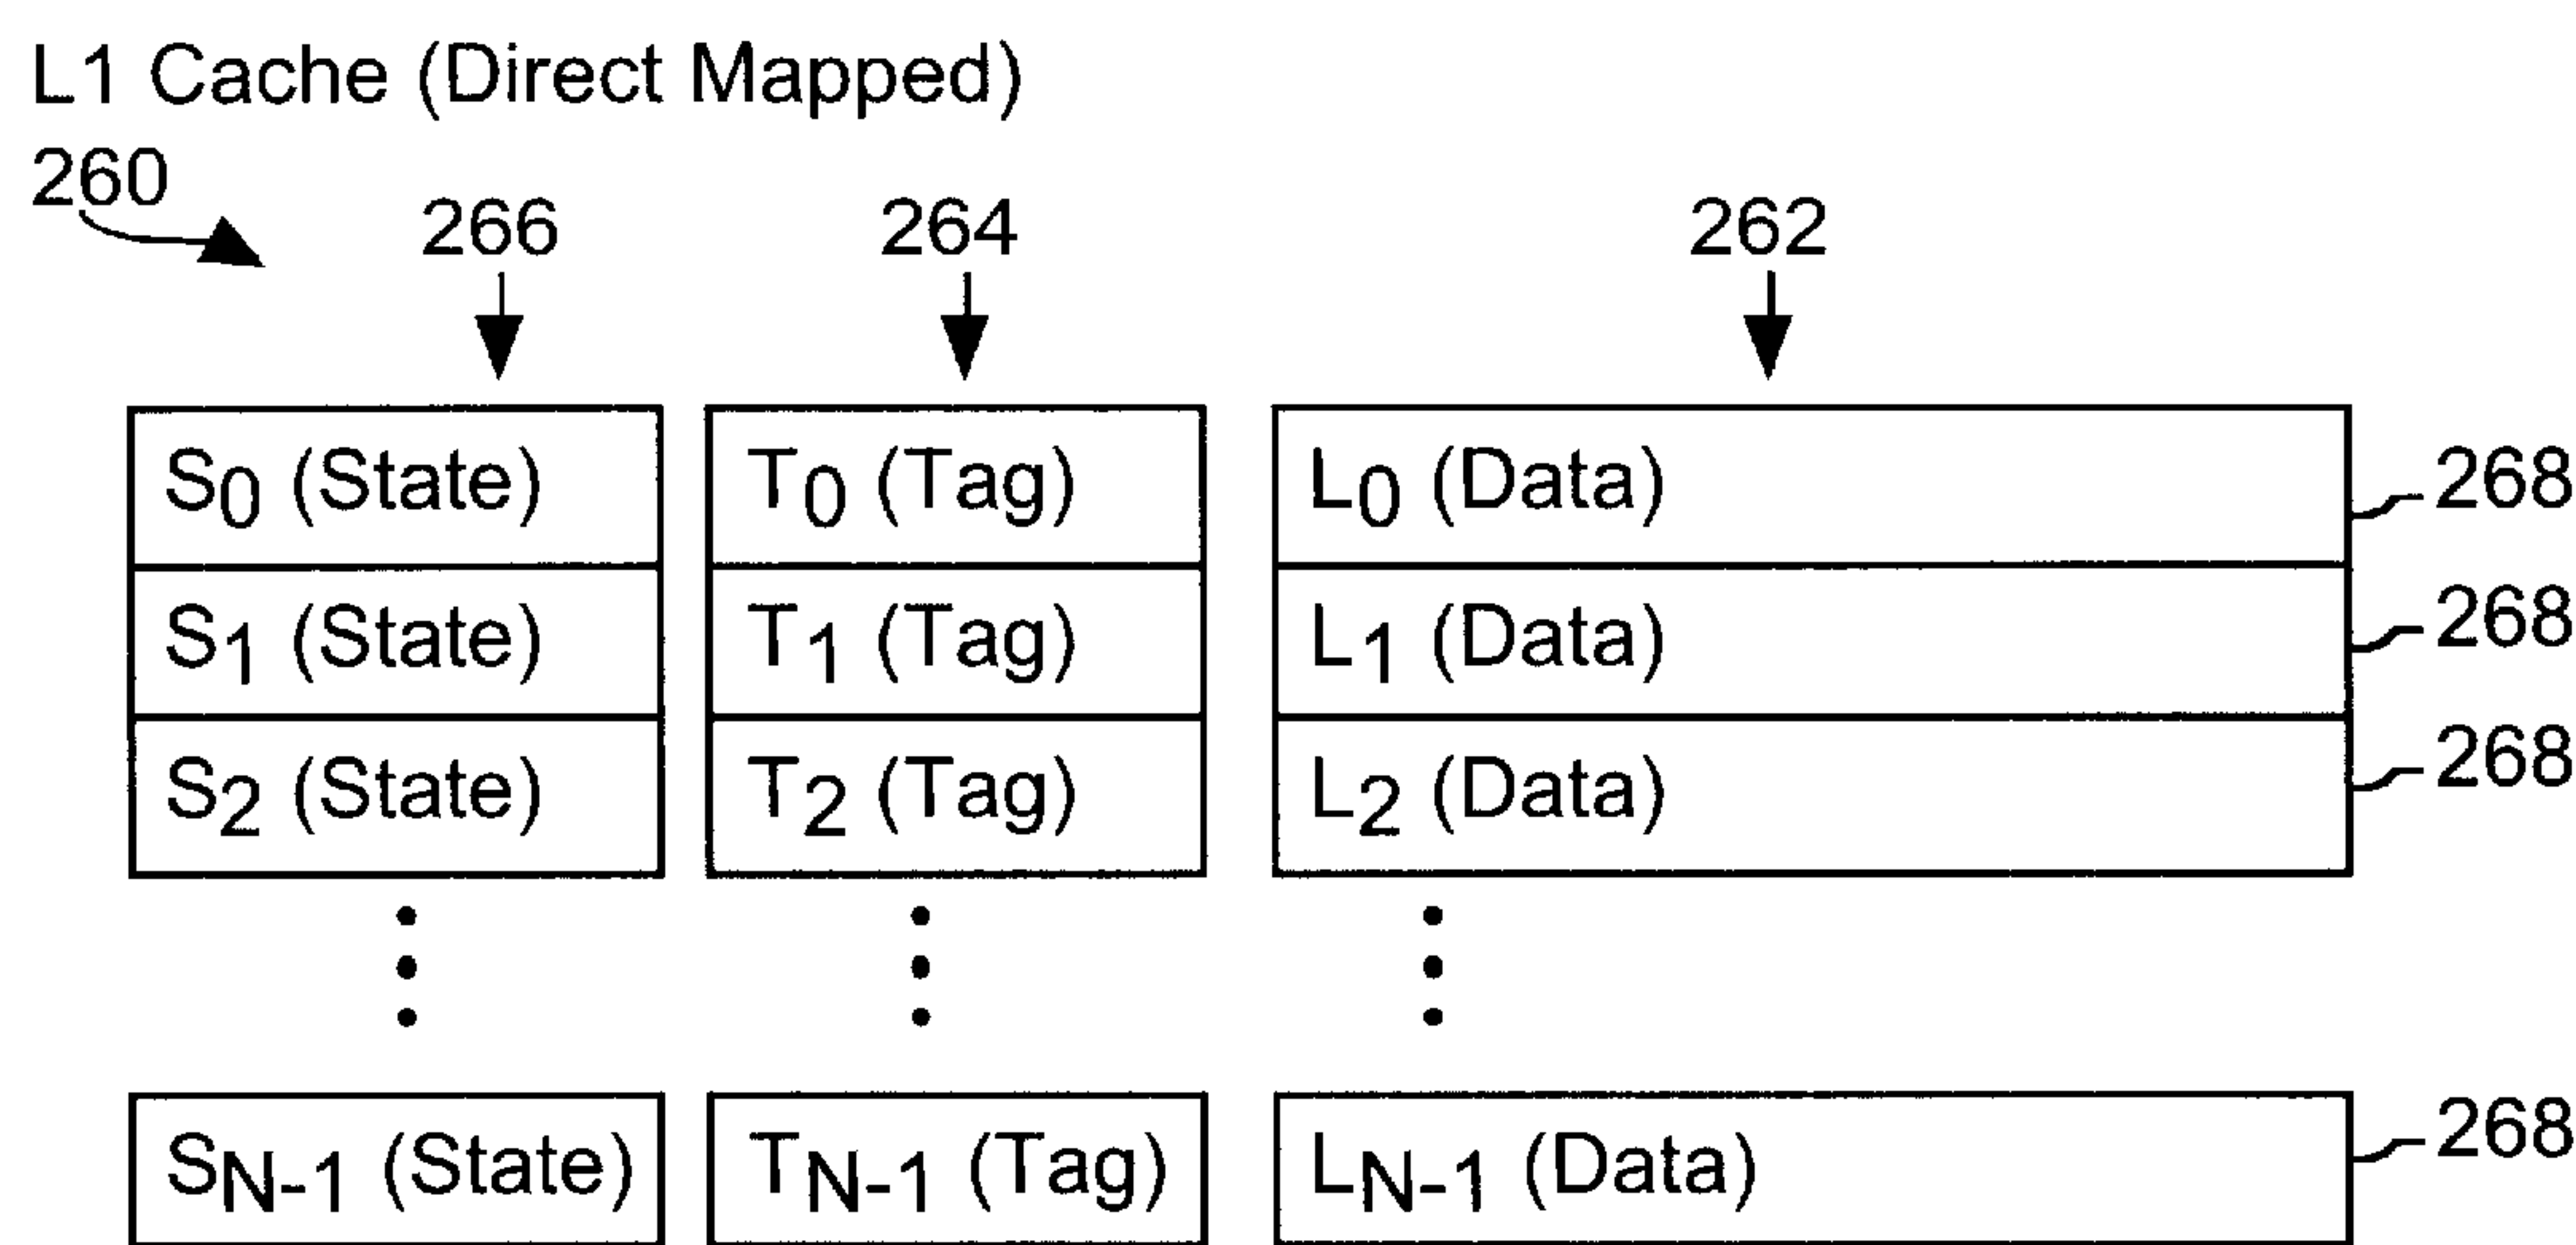 L1 Cache (Direct Mapped)
260
266 264 262
S0 (State) T0 (Tag) L0 (Data) 268
S1 (State) T1 (Tag) L1 (Data) 268
S2 (State) T2 (Tag) L2 (Data) 268
SN-1 (State) TN-1 (Tag) LN-1 (Data) 268